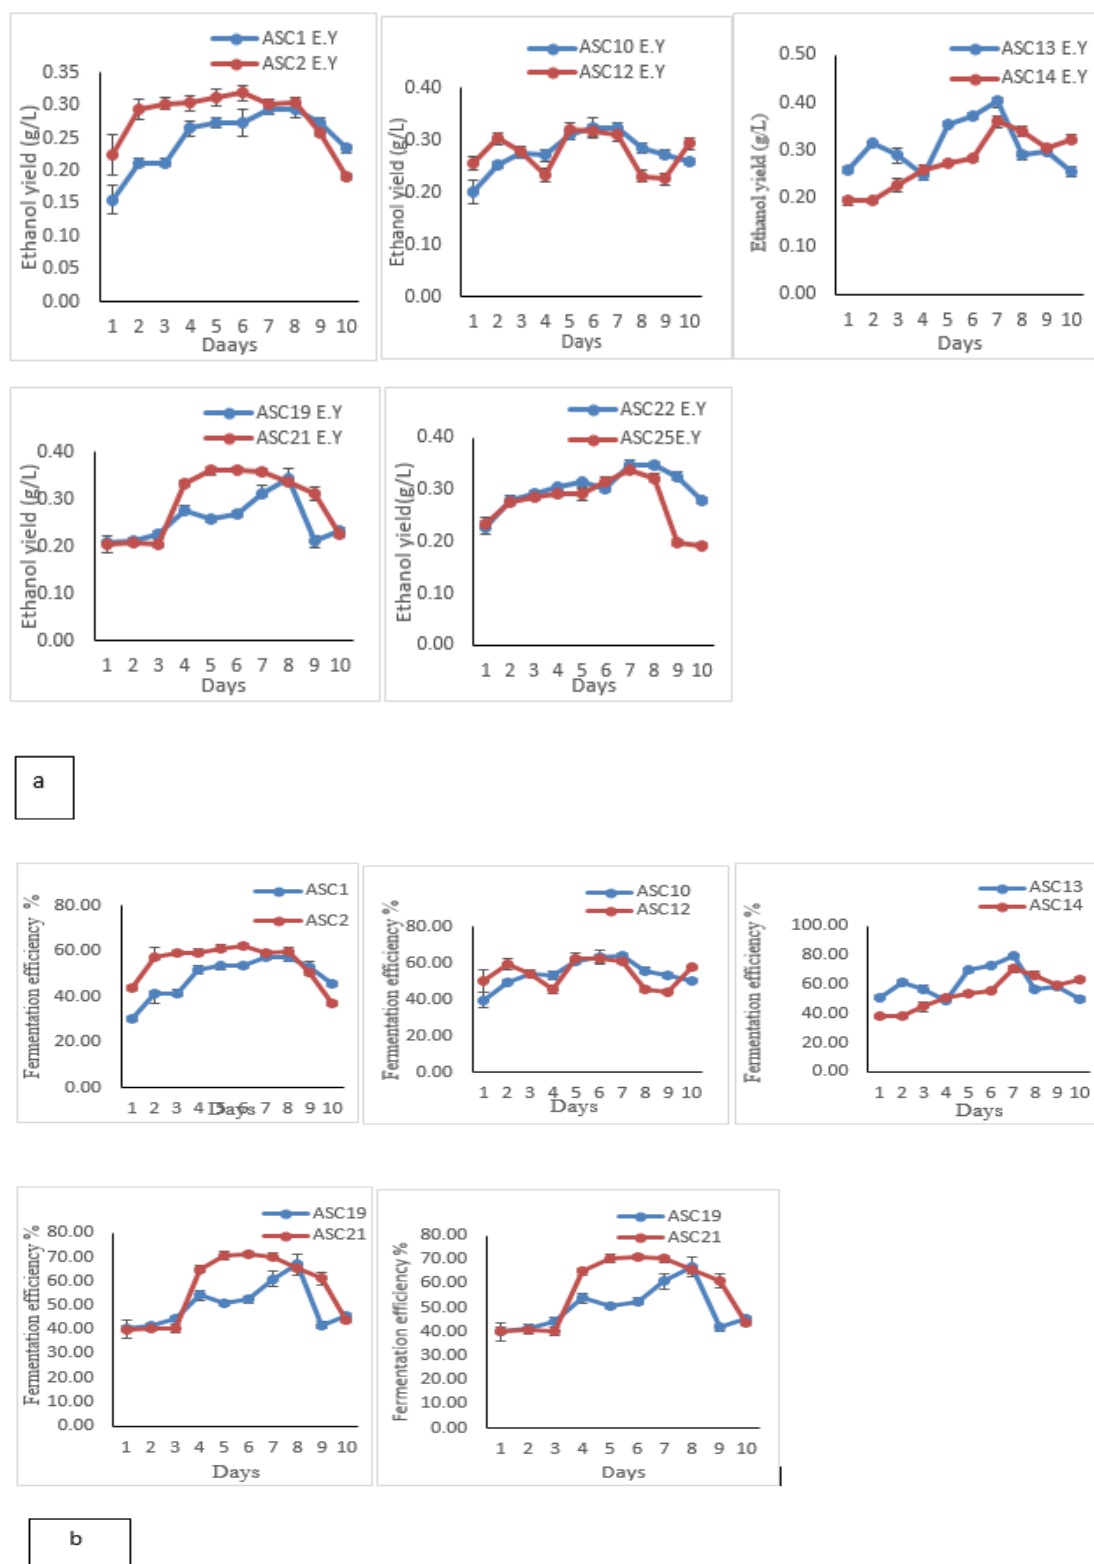 ASC1 E.Y
ASC2 E.Y
Ethanol yield (g/L)
0.35
0.30
0.25
0.20
0.15
0.10
0.05
0.00
1 2 3 4 5 6 7 8 9 10
Daays
ASC10 E.Y
ASC12 E.Y
Ethanol yield (g/L)
0.40
0.30
0.20
0.10
0.00
1 2 3 4 5 6 7 8 9 10
Days
ASC13 E.Y
ASC14 E.Y
Ethanol yield (g/L)
0.50
0.40
0.30
0.20
0.10
0.00
1 2 3 4 5 6 7 8 9 10
Days
ASC19 E.Y
ASC21 E.Y
Ethanol yield (g/L)
0.40
0.30
0.20
0.10
0.00
1 2 3 4 5 6 7 8 9 10
Days
ASC22 E.Y
ASC25E.Y
Ethanol yield(g/L)
0.40
0.30
0.20
0.10
0.00
1 2 3 4 5 6 7 8 9 10
Days
a
ASC1
ASC2
Fermentation efficiency %
80.00
60.00
40.00
20.00
0.00
1 2 3 4 5 6 7 8 9 10
Days
ASC10
ASC12
Fermentation efficiency %
80.00
60.00
40.00
20.00
0.00
1 2 3 4 5 6 7 8 9 10
Days
ASC13
ASC14
Fermentation efficiency %
100.00
80.00
60.00
40.00
20.00
0.00
1 2 3 4 5 6 7 8 9 10
Days
ASC19
ASC21
Fermentation efficiency %
80.00
70.00
60.00
50.00
40.00
30.00
20.00
10.00
0.00
1 2 3 4 5 6 7 8 9 10
Days
ASC19
ASC21
Fermentation efficiency %
80.00
70.00
60.00
50.00
40.00
30.00
20.00
10.00
0.00
1 2 3 4 5 6 7 8 9 10
Days
b